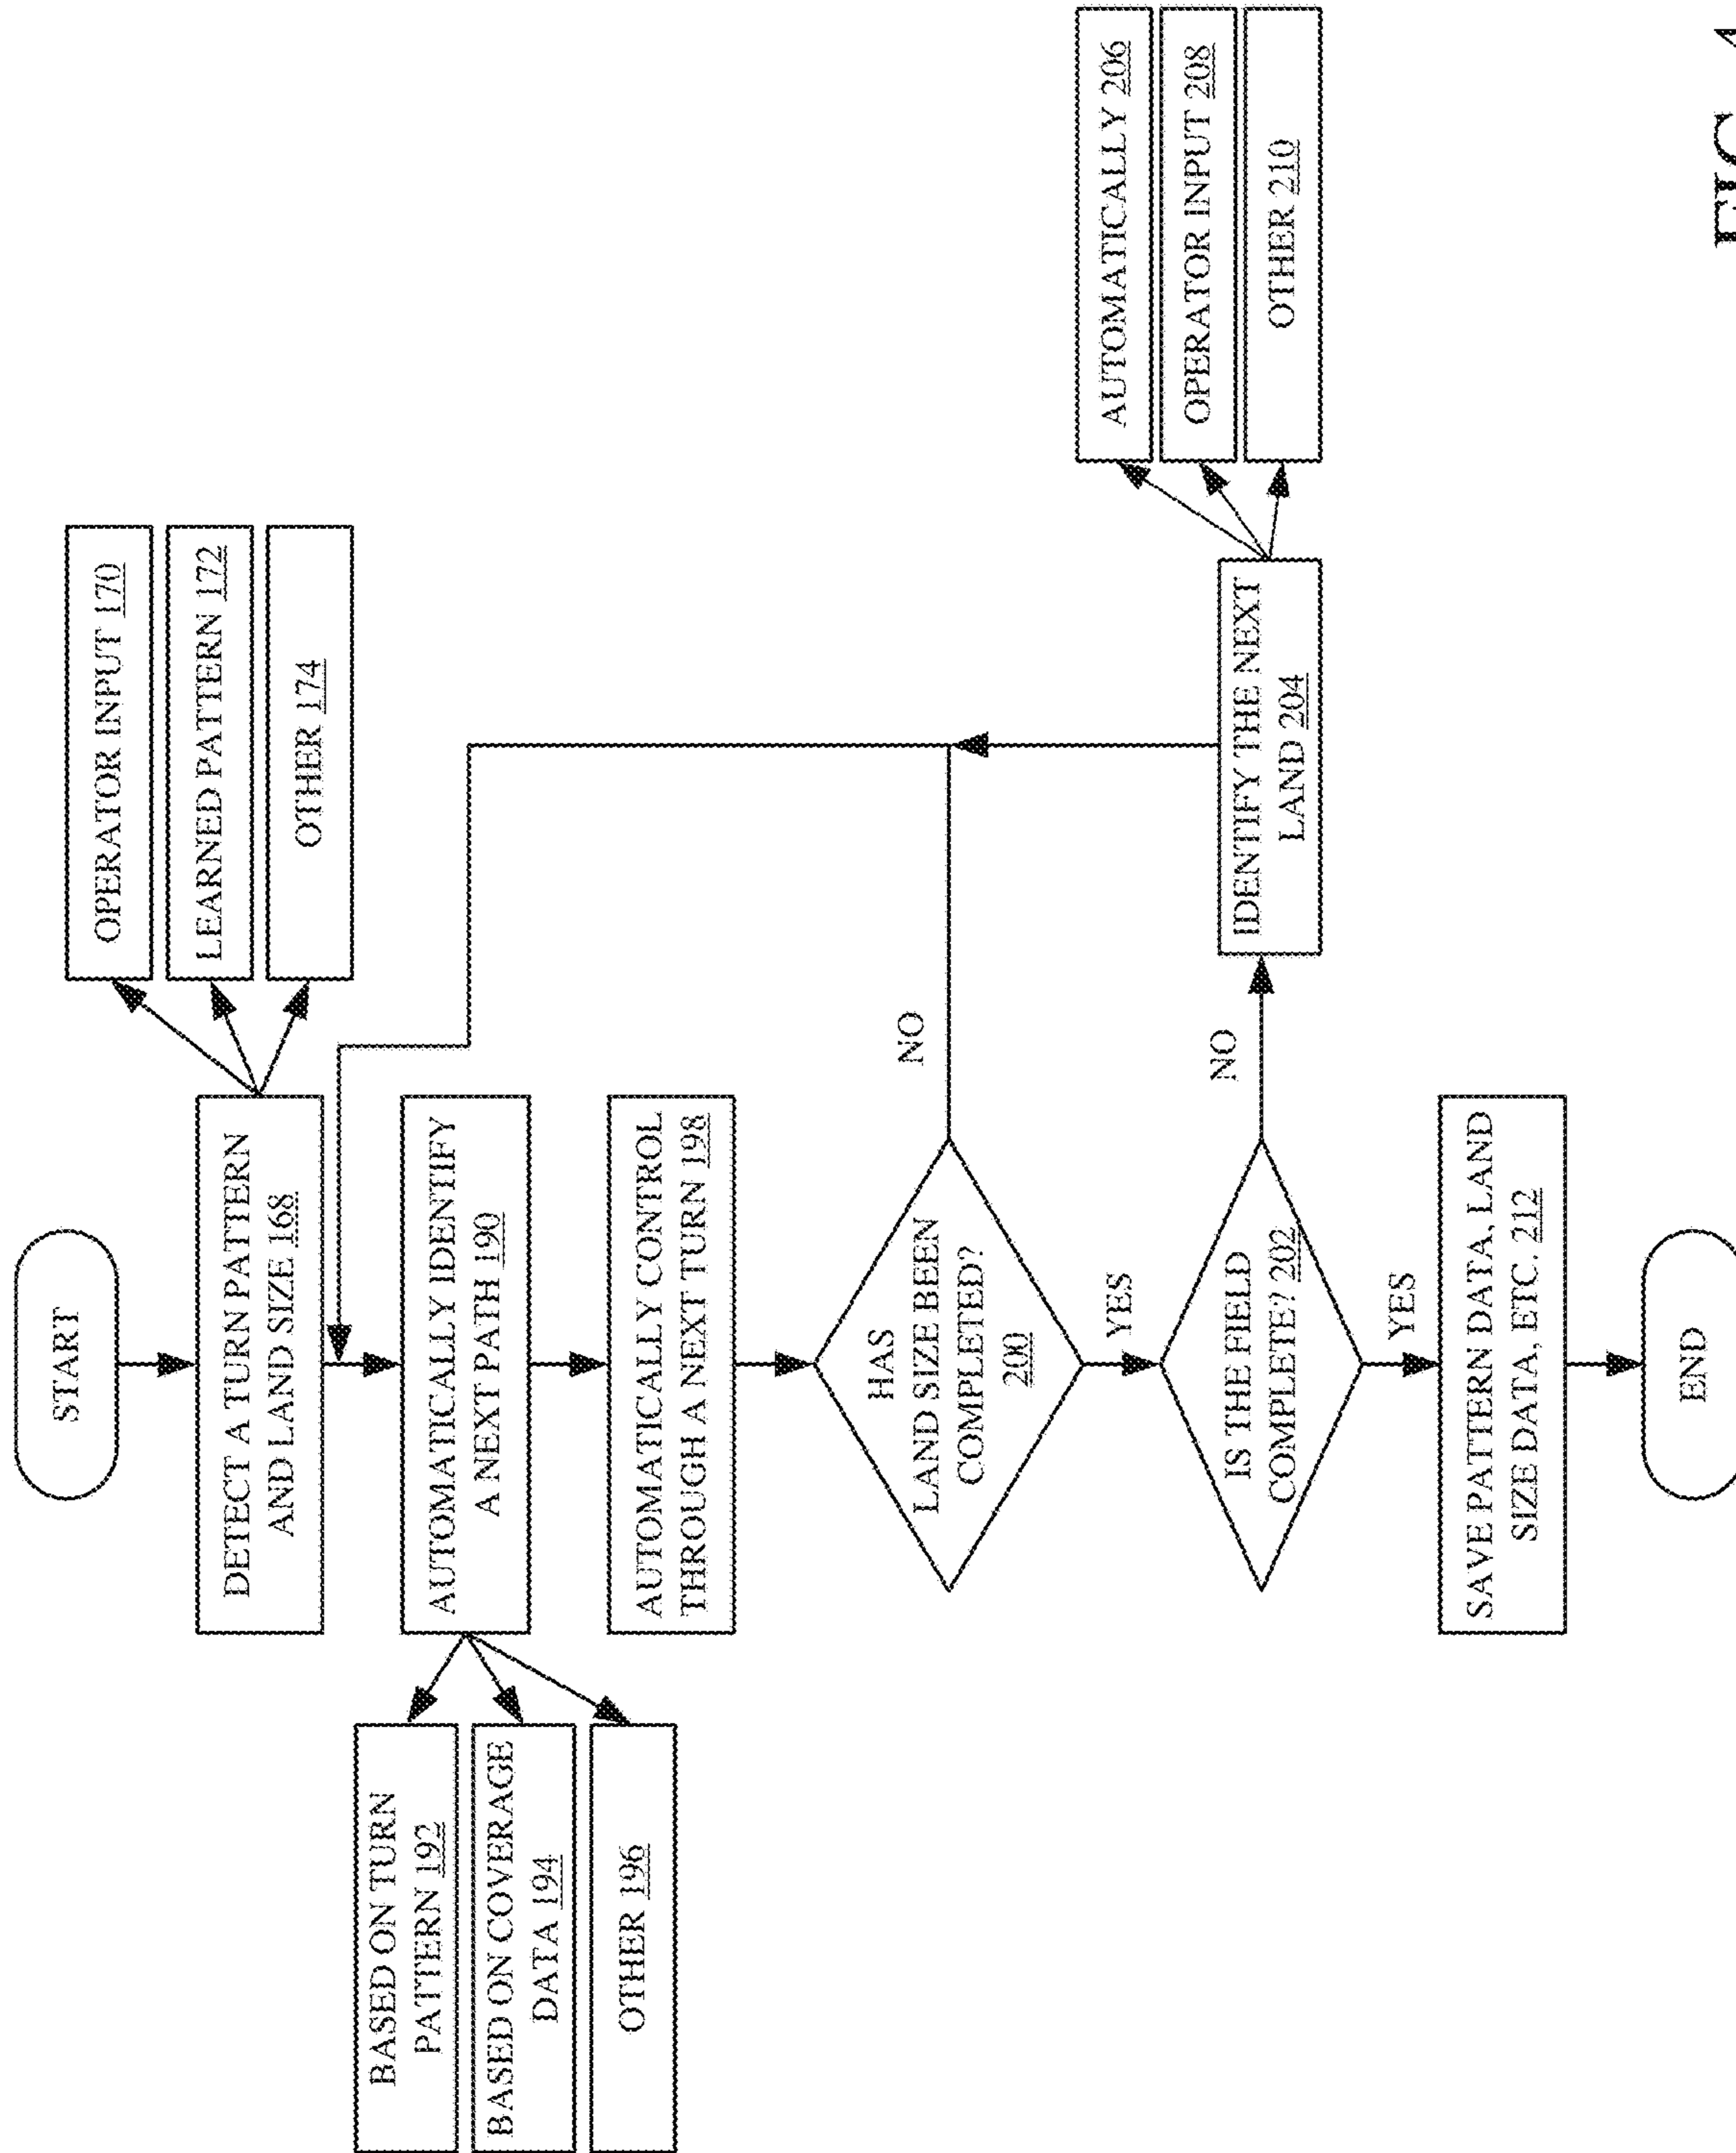 START
DETECT A TURN PATTERN
AND LAND SIZE 168
OPERATOR INPUT 170
LEARNED PATTERN 172
OTHER 174
AUTOMATICALLY IDENTIFY
A NEXT PATH 190
BASED ON TURN
PATTERN 192
BASED ON COVERAGE
DATA 194
OTHER 196
AUTOMATICALLY CONTROL
THROUGH A NEXT TURN 198
HAS
LAND SIZE BEEN
COMPLETED?
200
NO
YES
IS THE FIELD
COMPLETE? 202
NO
IDENTIFY THE NEXT
LAND 204
AUTOMATICALLY 206
OPERATOR INPUT 208
OTHER 210
YES
SAVE PATTERN DATA, LAND
SIZE DATA, ETC. 212
END
FIG.